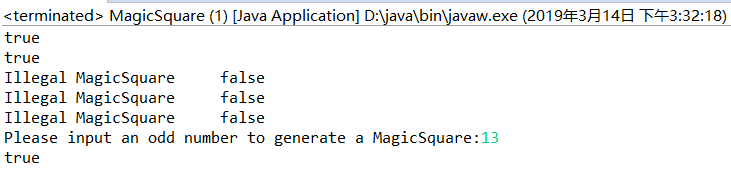 <terminated> MagicSquare (1) [Java Application] D:\java\bin\javaw.exe (2019年3月14日 下午3:32:18)
true
true
Illegal MagicSquare     false
Illegal MagicSquare     false
Illegal MagicSquare     false
Please input an odd number to generate a MagicSquare:13
true